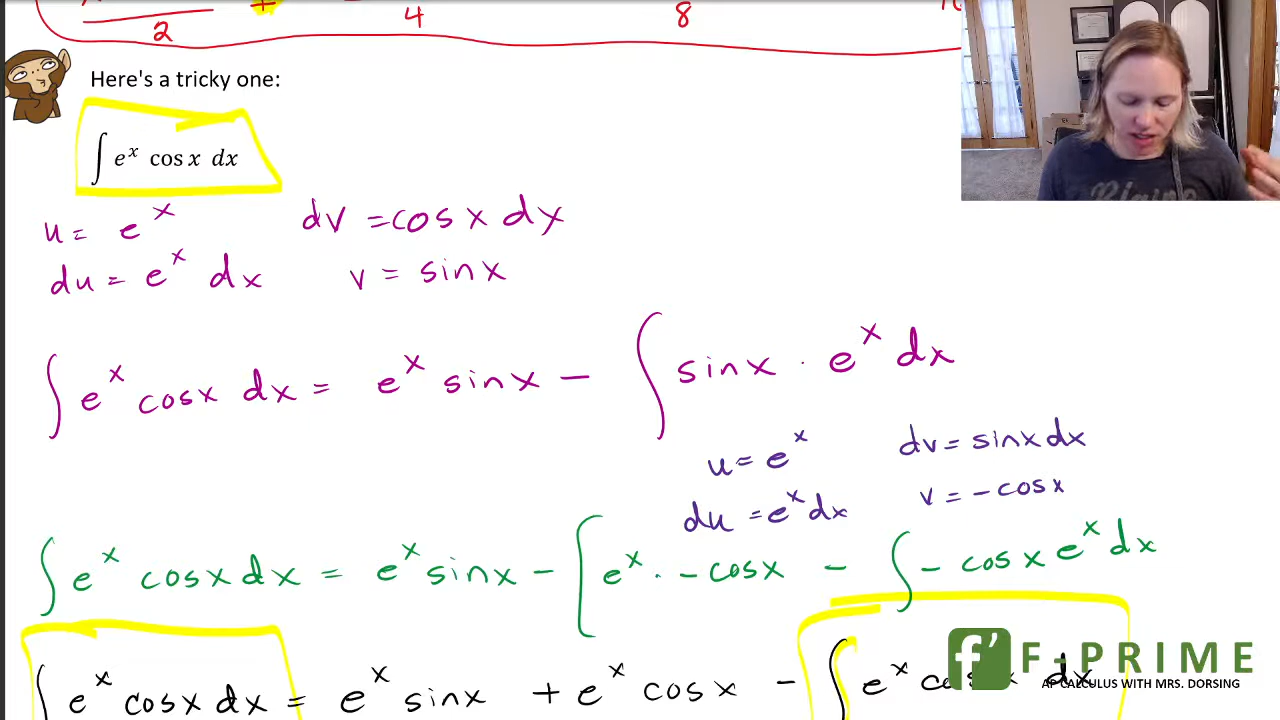 2 4 8
Here's a tricky one:
∫ e^x cos x dx
u = e^x dv = cos x dx
du = e^x dx v = sin x
∫ e^x cos x dx = e^x sin x − ∫ sin x · e^x dx
u = e^x dv = sin x dx
du = e^x dx v = − cos x
∫ e^x cos x dx = e^x sin x − [ e^x · − cos x − ∫ − cos x e^x dx
∫ e^x cos x dx = e^x sin x + e^x cos x − ∫ e^x cos x dx
f' F-PRIME
AP CALCULUS WITH MRS. DORSING